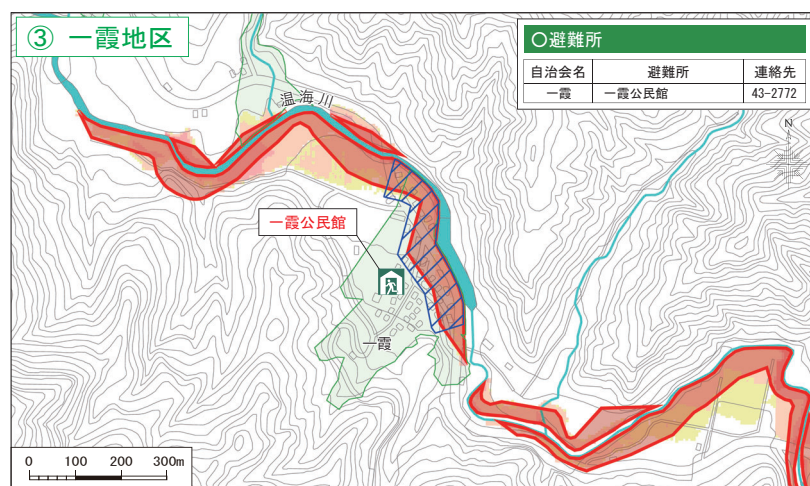 ③ 一霞地区
○避難所
自治会名 避難所 連絡先
一霞 一霞公民館 43-2772
温海川
N
一霞公民館
一霞
0 100 200 300m